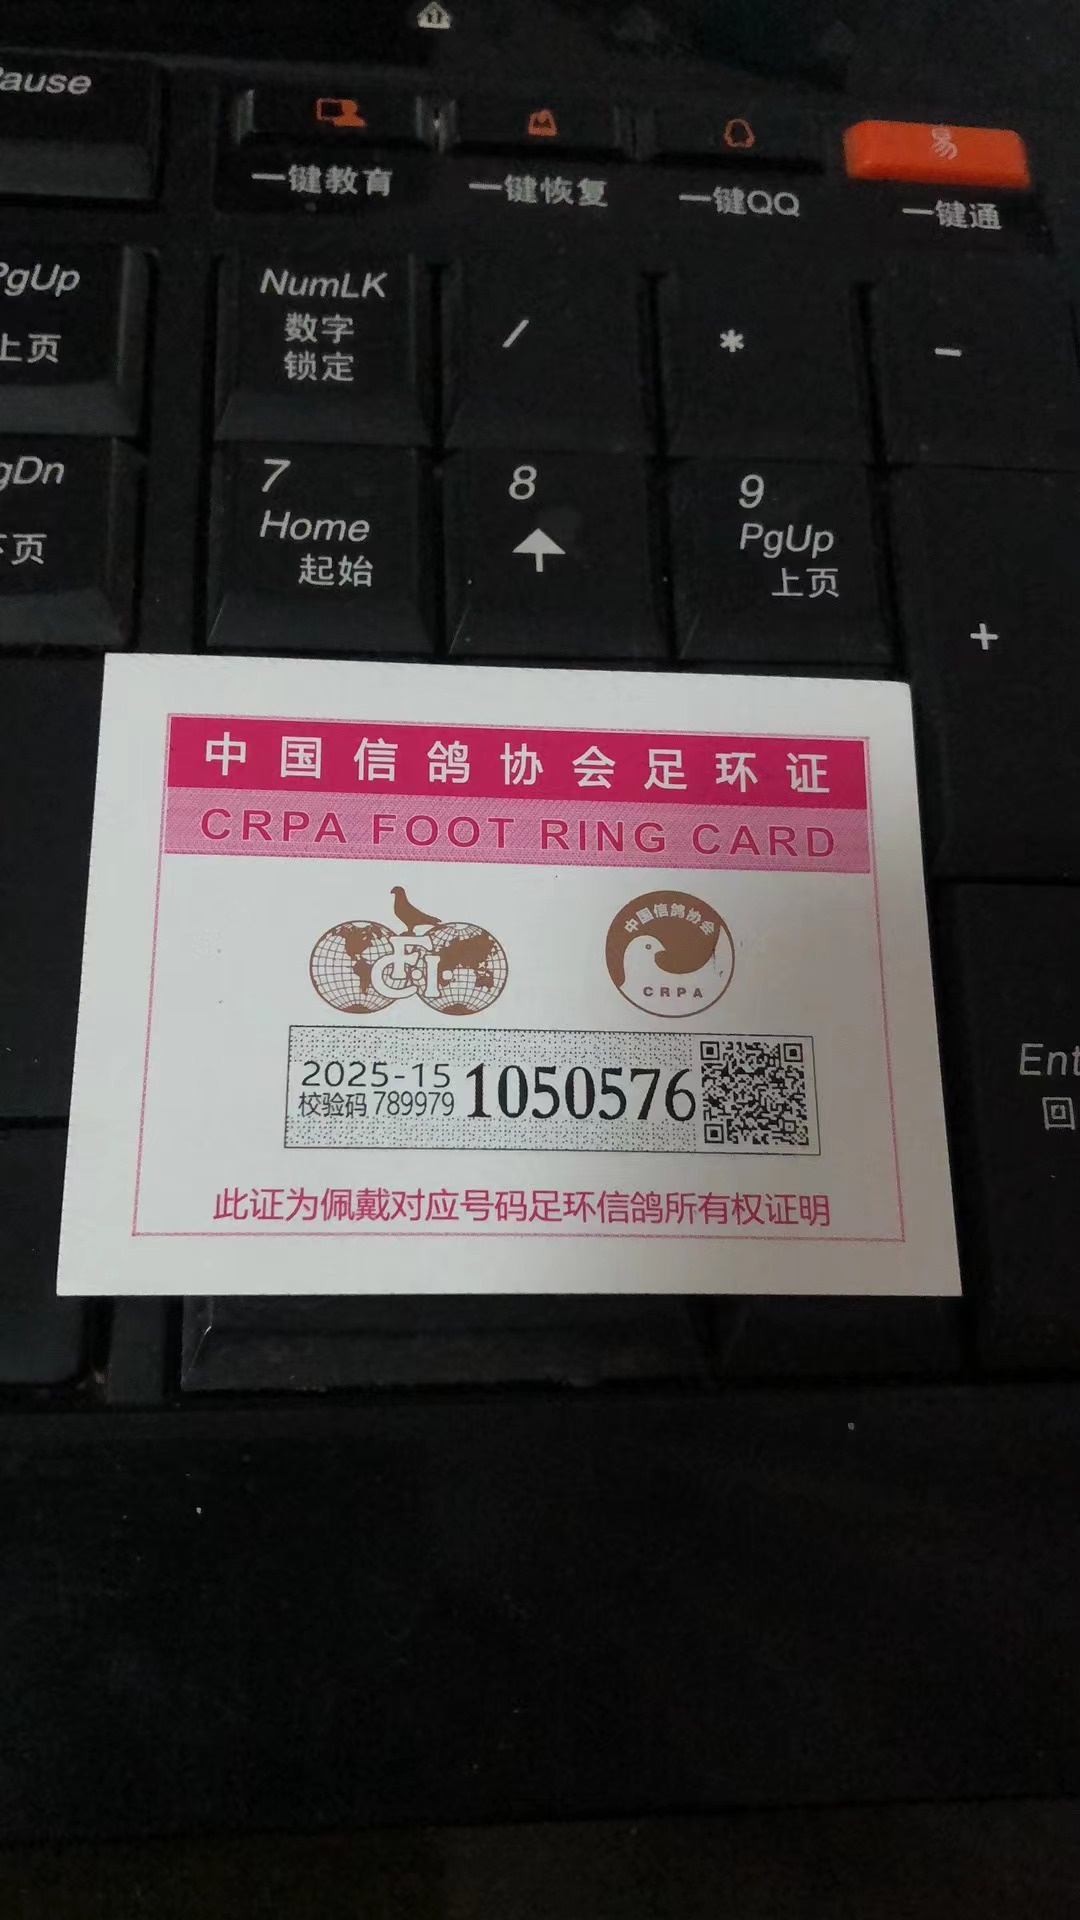 ause
一键教育
一键恢复
一键QQ
易
一键通
PgUp
上页
NumLK
数字
锁定
/
*
-
gDn
下页
7
Home
起始
8
9
PgUp
上页
+
中国信鸽协会足环证
CRPA FOOT RING CARD
FCI
中国信鸽协会
CRPA
2025-15
校验码 789979
1050576
此证为佩戴对应号码足环信鸽所有权证明
Ent
回